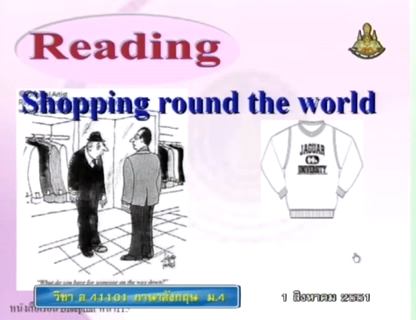 Reading
Shopping round the world
JAGUAR
UNIVERSITY
"What do you have for someone on the way down?"
วิชา อ.41101 ภาษาอังกฤษ ม.4
1 สิงหาคม 2551